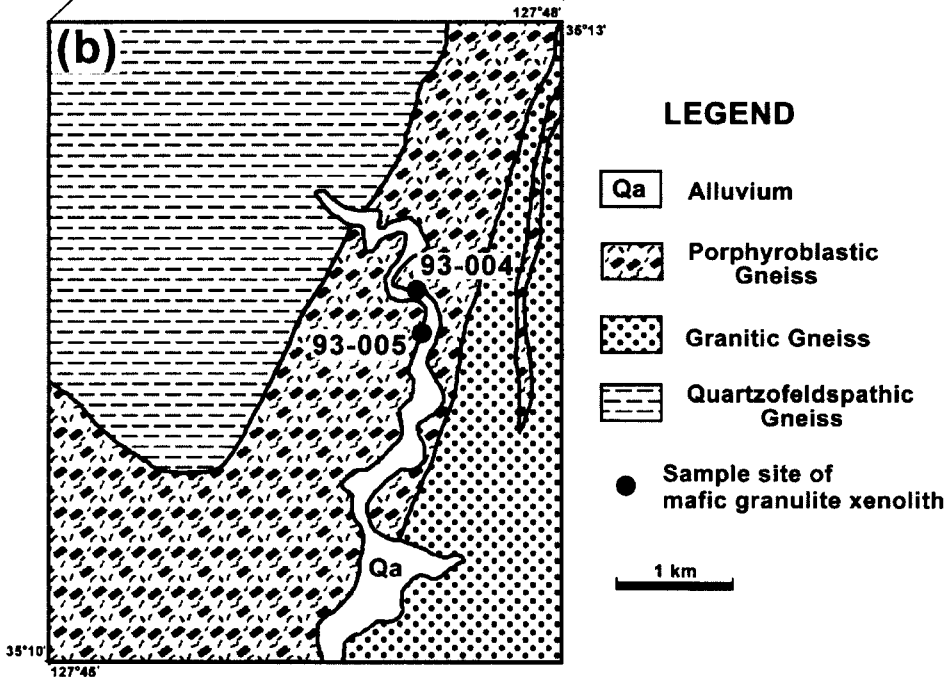 127°48′
35°13′
(b)
93-004
93-005
Qa
35°10′
127°45′
LEGEND
Qa Alluvium
Porphyroblastic
Gneiss
Granitic Gneiss
Quartzofeldspathic
Gneiss
Sample site of
mafic granulite xenolith
1 km